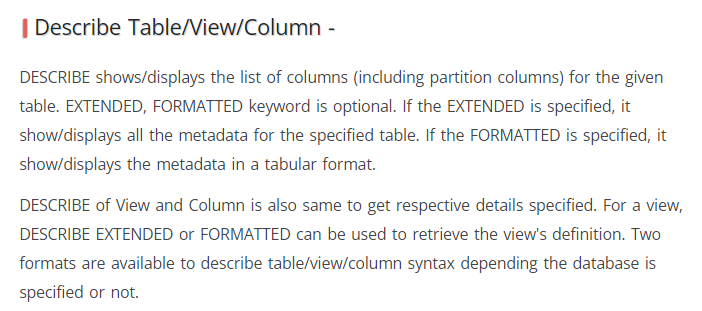 Describe Table/View/Column -
DESCRIBE shows/displays the list of columns (including partition columns) for the given
table. EXTENDED, FORMATTED keyword is optional. If the EXTENDED is specified, it
show/displays all the metadata for the specified table. If the FORMATTED is specified, it
show/displays the metadata in a tabular format.
DESCRIBE of View and Column is also same to get respective details specified. For a view,
DESCRIBE EXTENDED or FORMATTED can be used to retrieve the view's definition. Two
formats are available to describe table/view/column syntax depending the database is
specified or not.